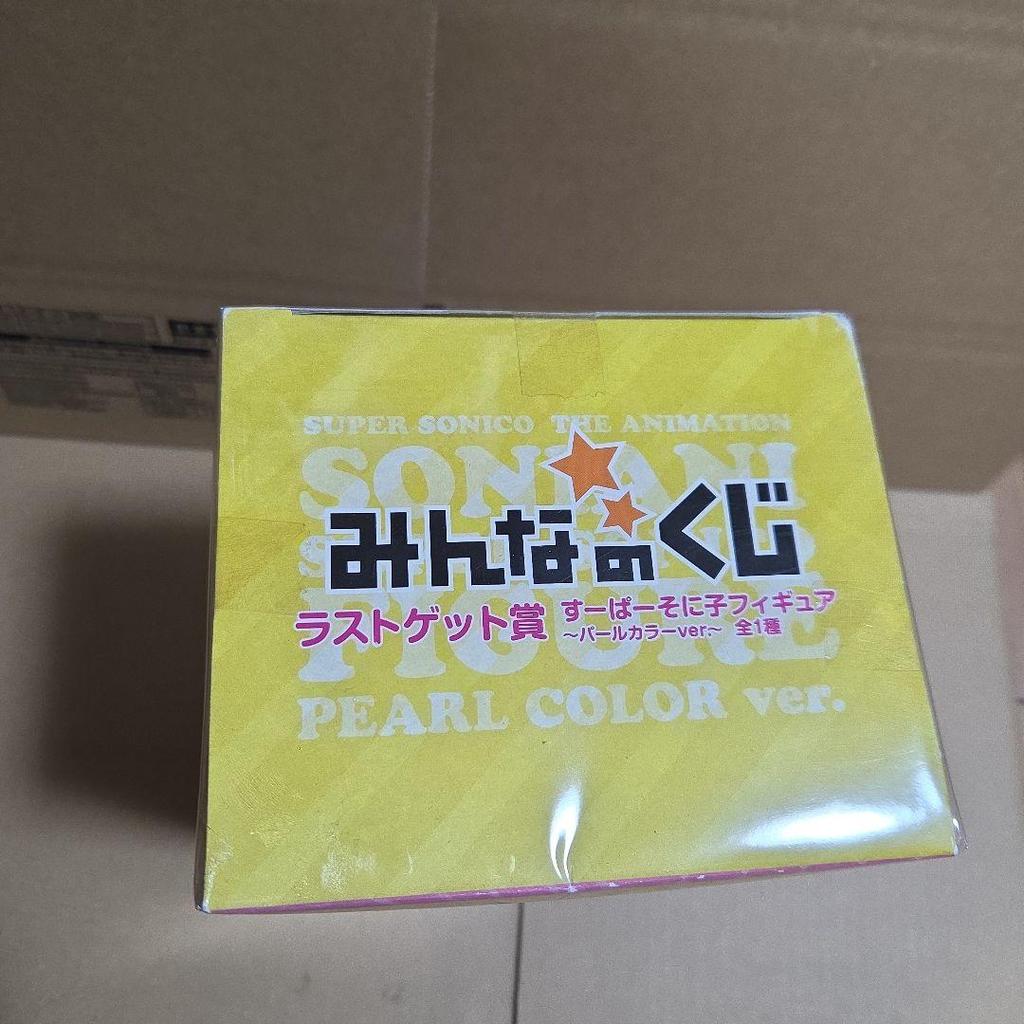 SUPER SONICO THE ANIMATION
SONIANI
みんなのくじ
FIGURE
ラストゲット賞 すーぱーそに子フィギュア
～パールカラーver.～ 全1種
PEARL COLOR ver.